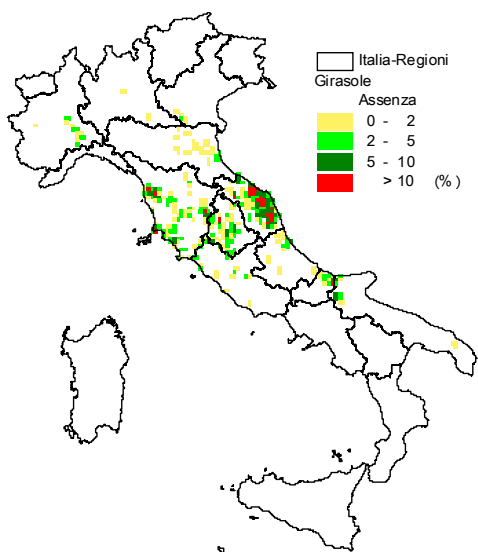 Italia-Regioni
Girasole
Assenza
0 - 2
2 - 5
5 - 10
> 10 (%)